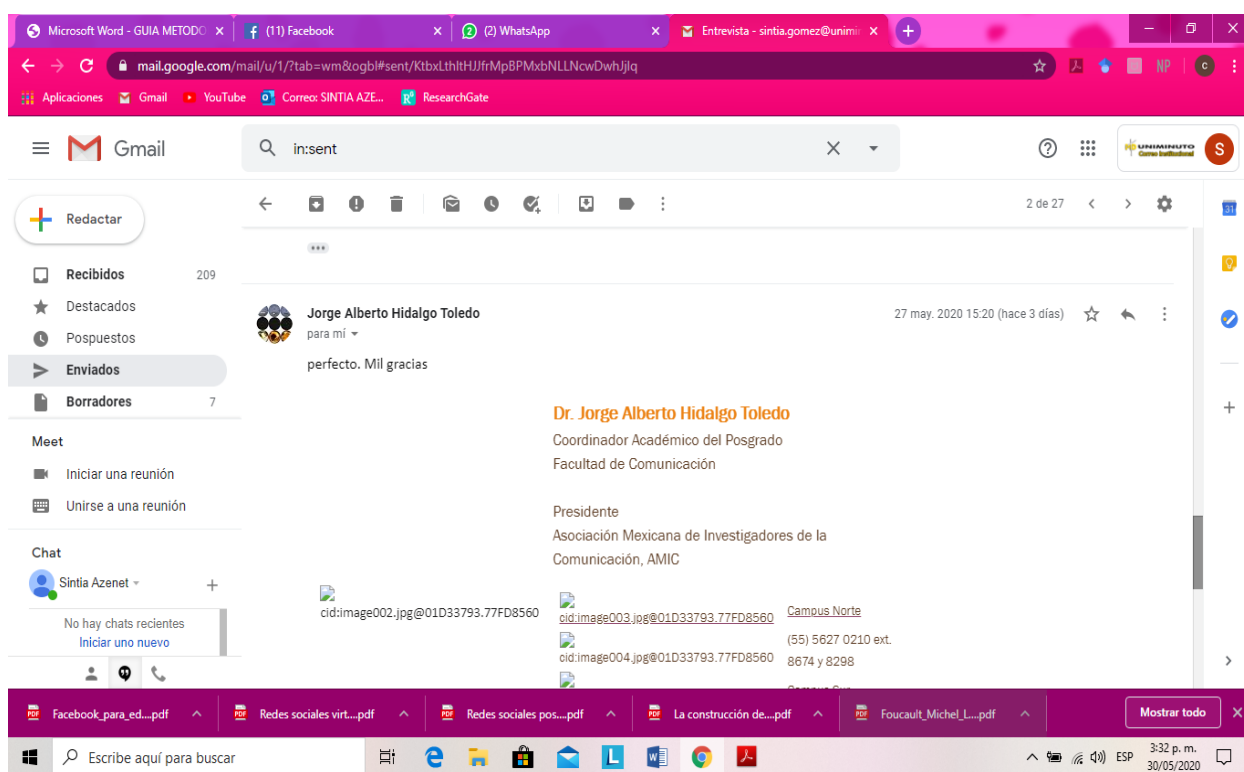 Microsoft Word - GUIA METODO
(11) Facebook
(2) WhatsApp
Entrevista - sintia.gomez@unimin
mail.google.com/mail/u/1/?tab=wm&ogbl#sent/KtbxLthltHJJfrMpBPMxbNLLNcwDwhJjlq
NP
c
Aplicaciones
Gmail
YouTube
Correo: SINTIA AZE...
ResearchGate
Gmail
in:sent
UNIMINUTO
Correo Institucional
S
Redactar
2 de 27
31
Recibidos 209
Destacados
Pospuestos
Enviados
Borradores 7
Meet
Iniciar una reunión
Unirse a una reunión
Chat
Sintia Azenet
No hay chats recientes
Iniciar uno nuevo
Jorge Alberto Hidalgo Toledo
27 may. 2020 15:20 (hace 3 días)
para mí
perfecto. Mil gracias
Dr. Jorge Alberto Hidalgo Toledo
Coordinador Académico del Posgrado
Facultad de Comunicación
Presidente
Asociación Mexicana de Investigadores de la
Comunicación, AMIC
cid:image002.jpg@01D33793.77FD8560
cid:image003.jpg@01D33793.77FD8560
cid:image004.jpg@01D33793.77FD8560
Campus Norte
(55) 5627 0210 ext.
8674 y 8298
Facebook_para_ed....pdf
Redes sociales virt....pdf
Redes sociales pos....pdf
La construcción de....pdf
Foucault_Michel_L....pdf
Mostrar todo
Escribe aquí para buscar
ESP
3:32 p. m.
30/05/2020